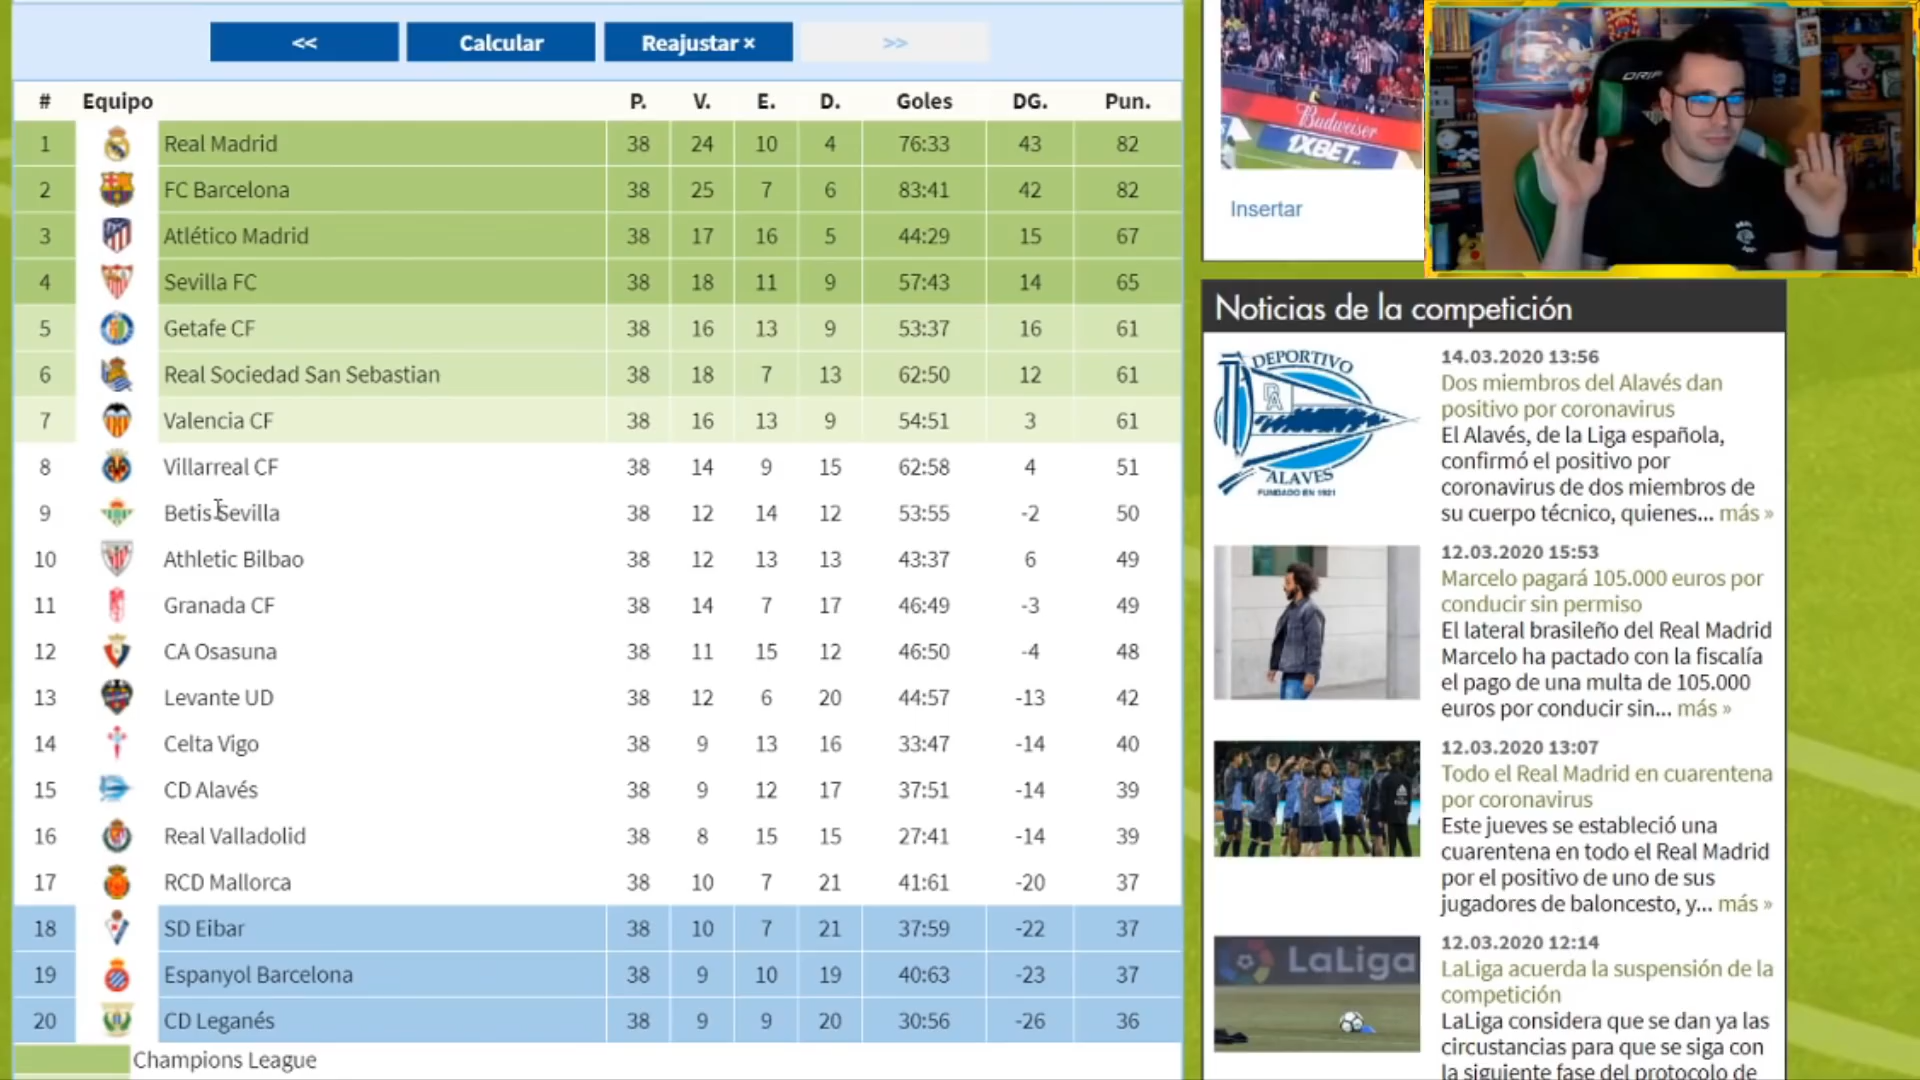 << Calcular Reajustar × >>
# Equipo P. V. E. D. Goles DG. Pun.
1 Real Madrid 38 24 10 4 76:33 43 82
2 FC Barcelona 38 25 7 6 83:41 42 82
3 Atlético Madrid 38 17 16 5 44:29 15 67
4 Sevilla FC 38 18 11 9 57:43 14 65
5 Getafe CF 38 16 13 9 53:37 16 61
6 Real Sociedad San Sebastian 38 18 7 13 62:50 12 61
7 Valencia CF 38 16 13 9 54:51 3 61
8 Villarreal CF 38 14 9 15 62:58 4 51
9 Betis Sevilla 38 12 14 12 53:55 -2 50
10 Athletic Bilbao 38 12 13 13 43:37 6 49
11 Granada CF 38 14 7 17 46:49 -3 49
12 CA Osasuna 38 11 15 12 46:50 -4 48
13 Levante UD 38 12 6 20 44:57 -13 42
14 Celta Vigo 38 9 13 16 33:47 -14 40
15 CD Alavés 38 9 12 17 37:51 -14 39
16 Real Valladolid 38 8 15 15 27:41 -14 39
17 RCD Mallorca 38 10 7 21 41:61 -20 37
18 SD Eibar 38 10 7 21 37:59 -22 37
19 Espanyol Barcelona 38 9 10 19 40:63 -23 37
20 CD Leganés 38 9 9 20 30:56 -26 36
Champions League
Budweiser
1XBET
Insertar
Noticias de la competición
DEPORTIVO
ALAVES
FUNDADO EN 1921
14.03.2020 13:56
Dos miembros del Alavés dan
positivo por coronavirus
El Alavés, de la Liga española,
confirmó el positivo por
coronavirus de dos miembros de
su cuerpo técnico, quienes... más »
12.03.2020 15:53
Marcelo pagará 105.000 euros por
conducir sin permiso
El lateral brasileño del Real Madrid
Marcelo ha pactado con la fiscalía
el pago de una multa de 105.000
euros por conducir sin... más »
12.03.2020 13:07
Todo el Real Madrid en cuarentena
por coronavirus
Este jueves se estableció una
cuarentena en todo el Real Madrid
por el positivo de uno de sus
jugadores de baloncesto, y... más »
LaLiga
12.03.2020 12:14
LaLiga acuerda la suspensión de la
competición
LaLiga considera que se dan ya las
circunstancias para que se siga con
la siguiente fase del protocolo de